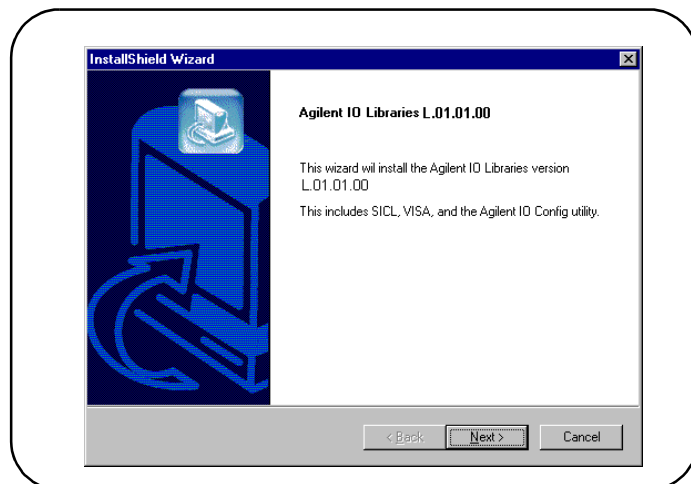 InstallShield Wizard
Agilent IO Libraries L.01.01.00
This wizard wil install the Agilent IO Libraries version
L.01.01.00
This includes SICL, VISA, and the Agilent IO Config utility.
< Back
Next >
Cancel